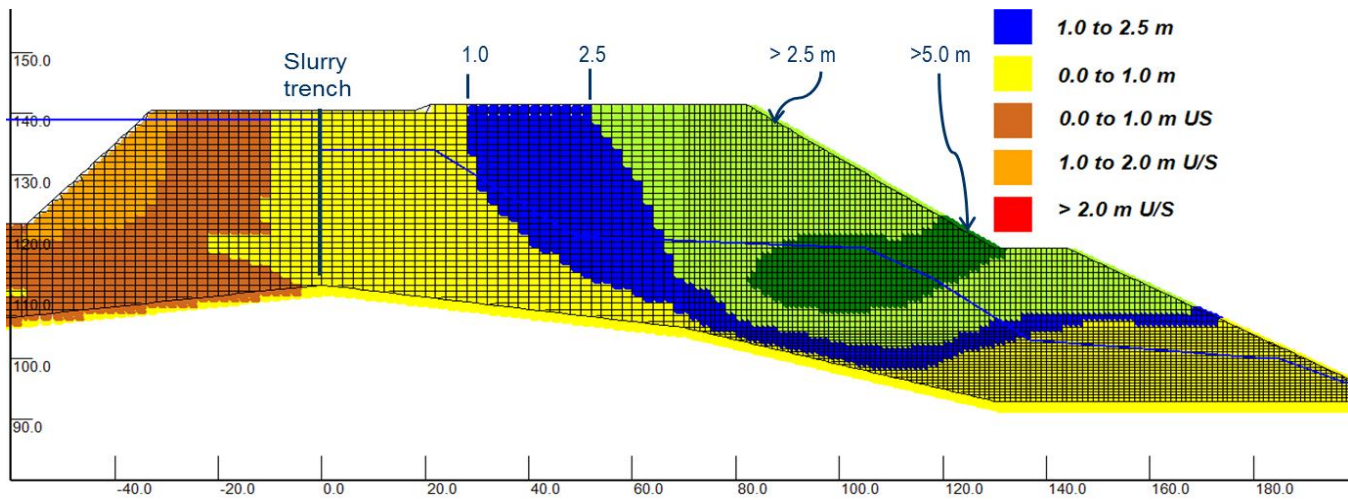 150.0
140.0
130.0
120.0
110.0
100.0
90.0
Slurry
trench
1.0
2.5
> 2.5 m
>5.0 m
1.0 to 2.5 m
0.0 to 1.0 m
0.0 to 1.0 m US
1.0 to 2.0 m U/S
> 2.0 m U/S
-40.0
-20.0
0.0
20.0
40.0
60.0
80.0
100.0
120.0
140.0
160.0
180.0